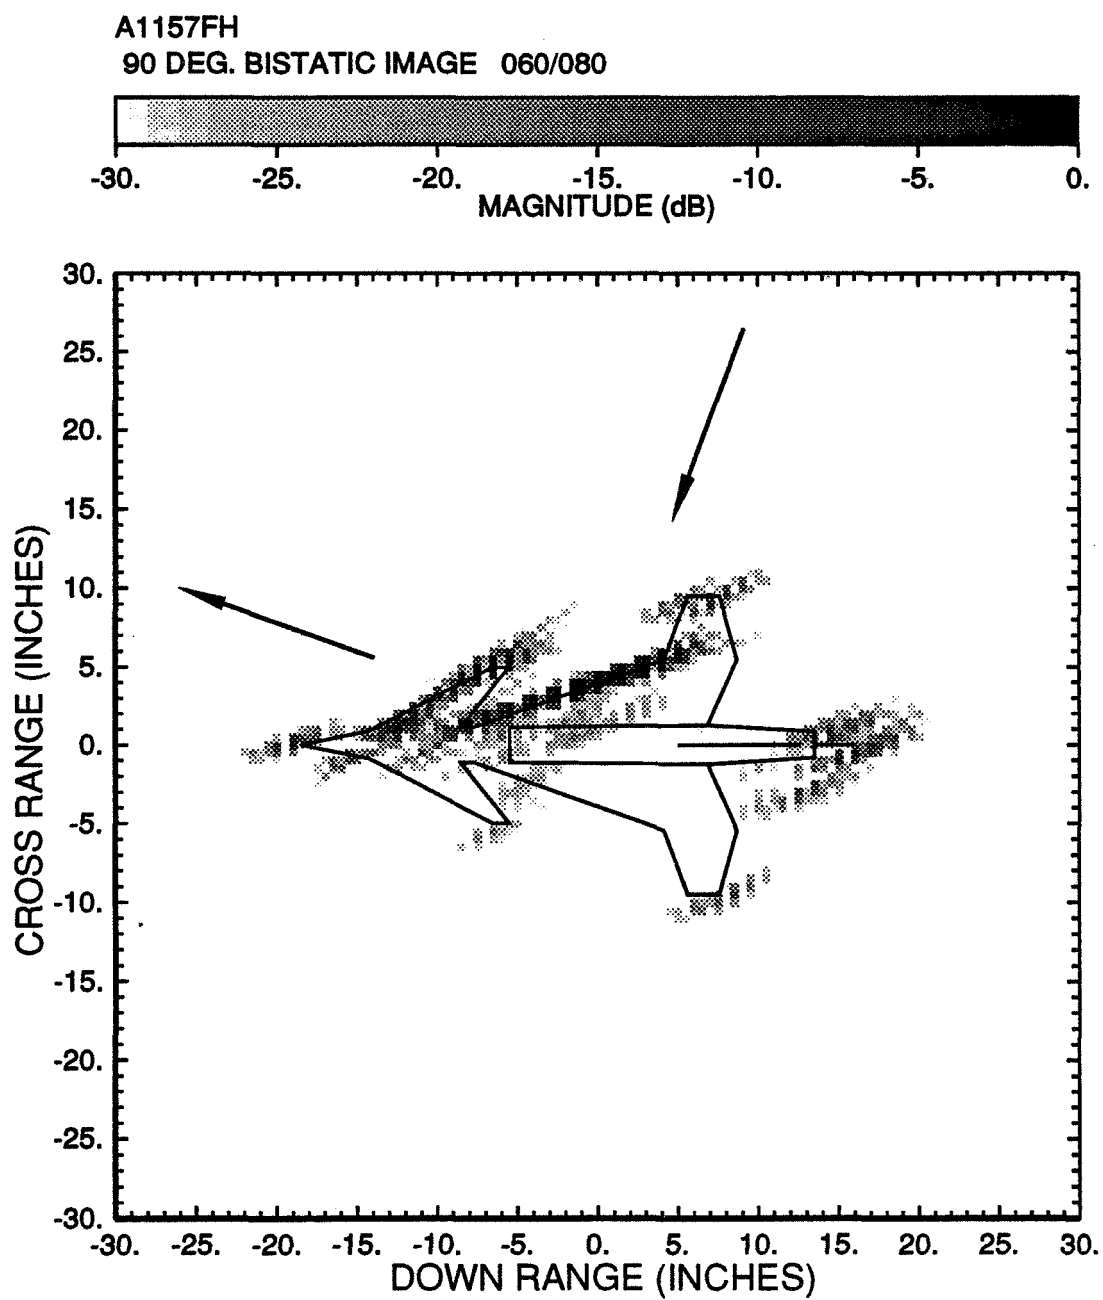 A1157FH
90 DEG. BISTATIC IMAGE 060/080
-30. -25. -20. -15. -10. -5. 0.
MAGNITUDE (dB)
30.
25.
20.
15.
10.
5.
0.
-5.
-10.
-15.
-20.
-25.
-30.
CROSS RANGE (INCHES)
-30. -25. -20. -15. -10. -5. 0. 5. 10. 15. 20. 25. 30.
DOWN RANGE (INCHES)